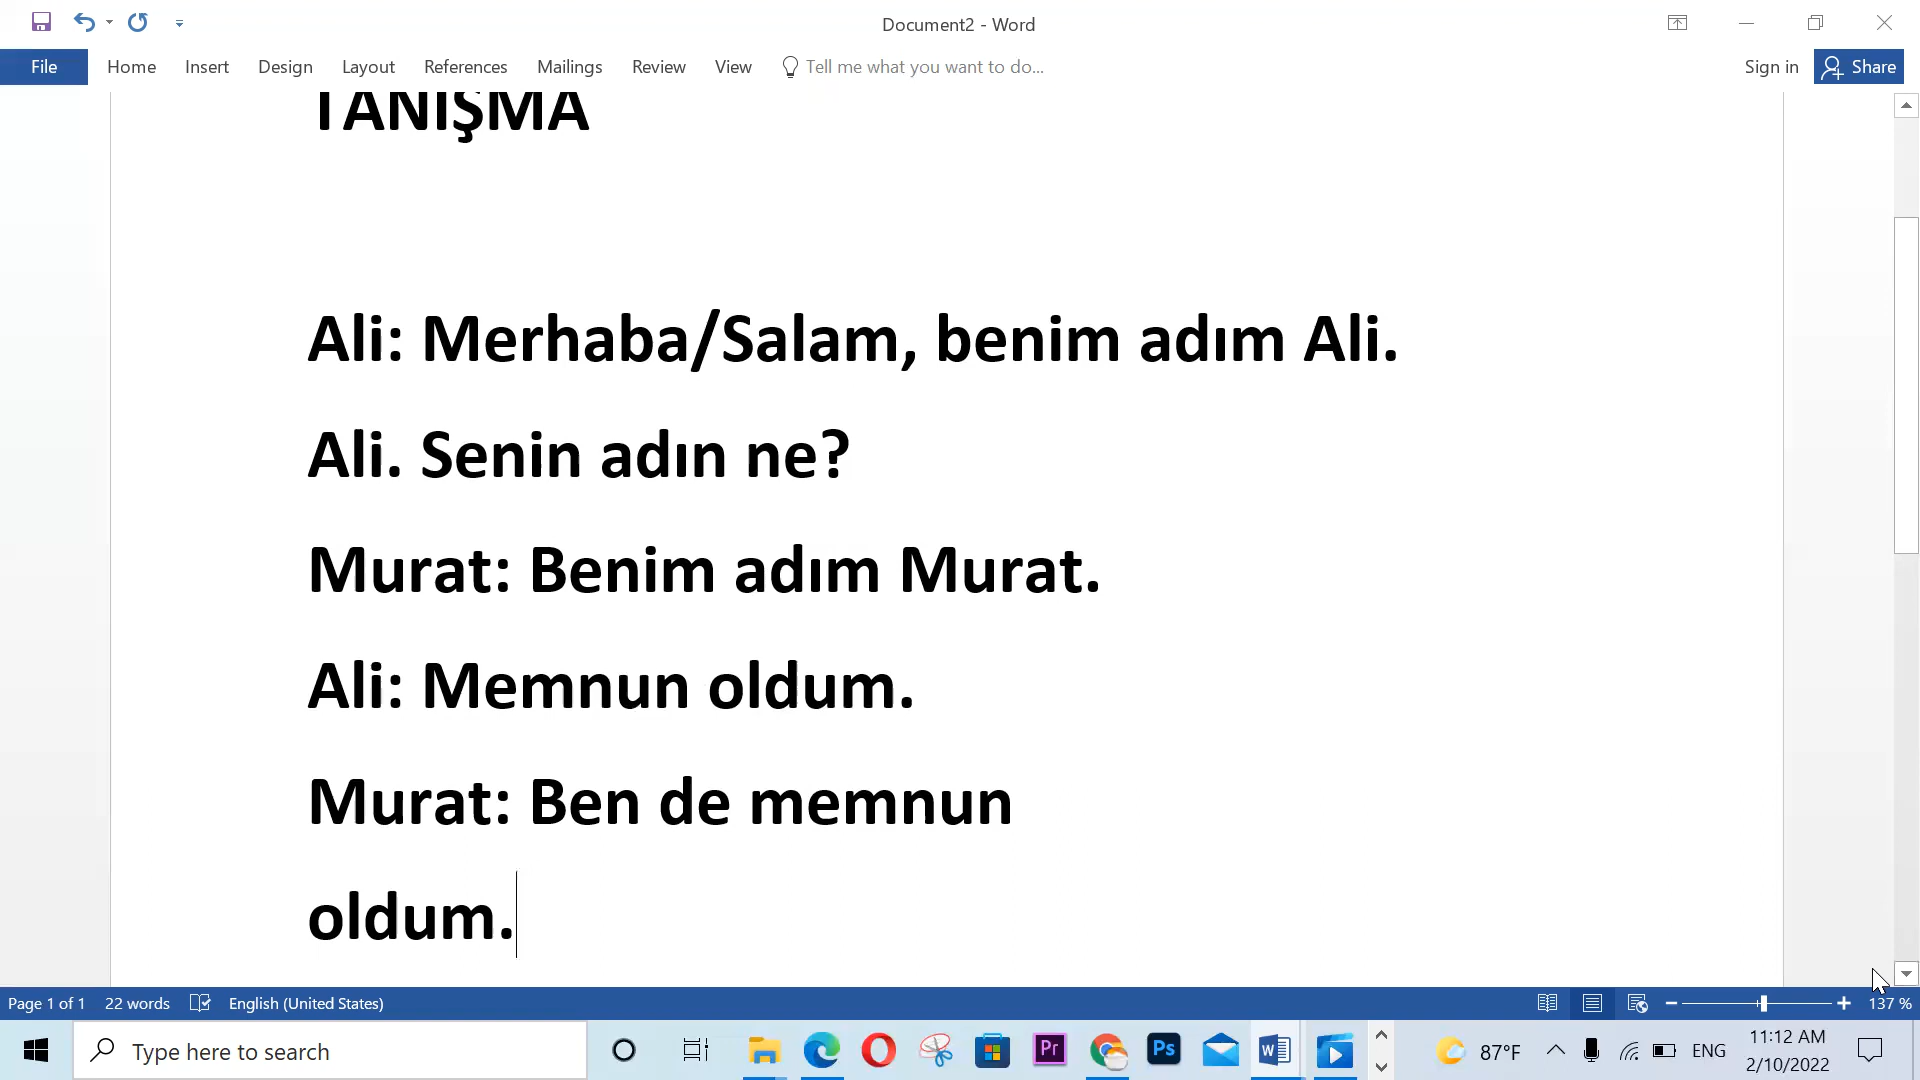 Document2 - Word
File Home Insert Design Layout References Mailings Review View Tell me what you want to do... Sign in Share
TANIŞMA
Ali: Merhaba/Salam, benim adım Ali.
Ali. Senin adın ne?
Murat: Benim adım Murat.
Ali: Memnun oldum.
Murat: Ben de memnun
oldum.
Page 1 of 1 22 words English (United States) 137 %
Type here to search Pr Ps W 87°F ENG 11:12 AM
2/10/2022